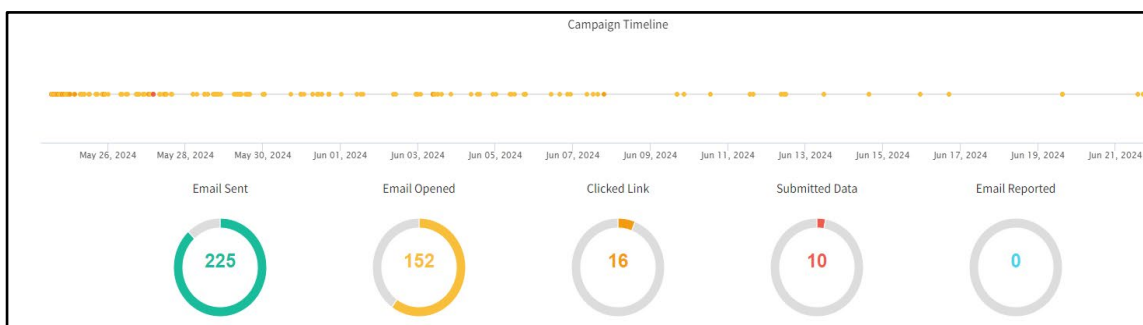 Campaign Timeline
May 26, 2024 May 28, 2024 May 30, 2024 Jun 01, 2024 Jun 03, 2024 Jun 05, 2024 Jun 07, 2024 Jun 09, 2024 Jun 11, 2024 Jun 13, 2024 Jun 15, 2024 Jun 17, 2024 Jun 19, 2024 Jun 21, 2024
Email Sent Email Opened Clicked Link Submitted Data Email Reported
225 152 16 10 0